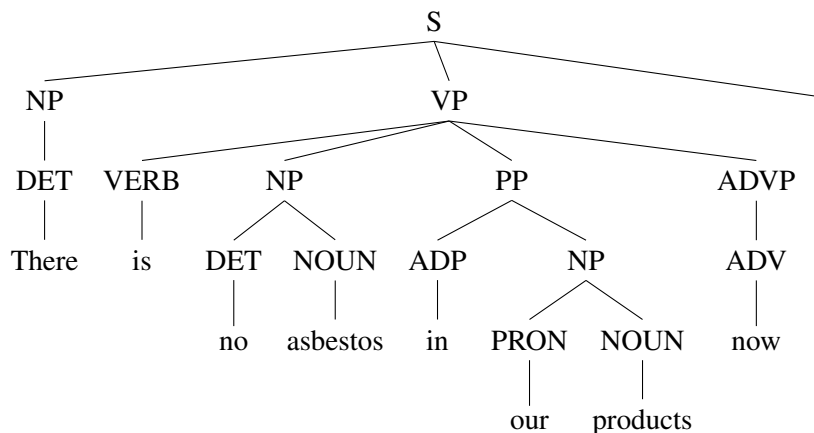 S
NP VP
DET VERB NP PP ADVP
There is DET NOUN ADP NP ADV
no asbestos in PRON NOUN now
our products